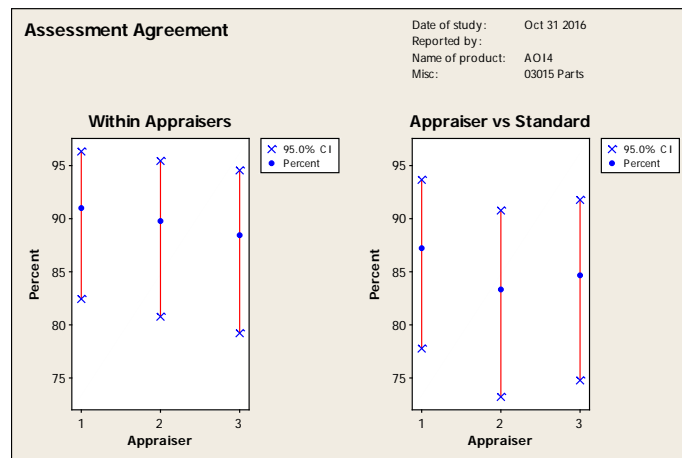 Assessment Agreement
Date of study: Oct 31 2016
Reported by:
Name of product: AOI4
Misc: 03015 Parts
Within Appraisers
95.0% CI
Percent
95
90
85
80
75
Percent
1 2 3
Appraiser
Appraiser vs Standard
95.0% CI
Percent
95
90
85
80
75
Percent
1 2 3
Appraiser